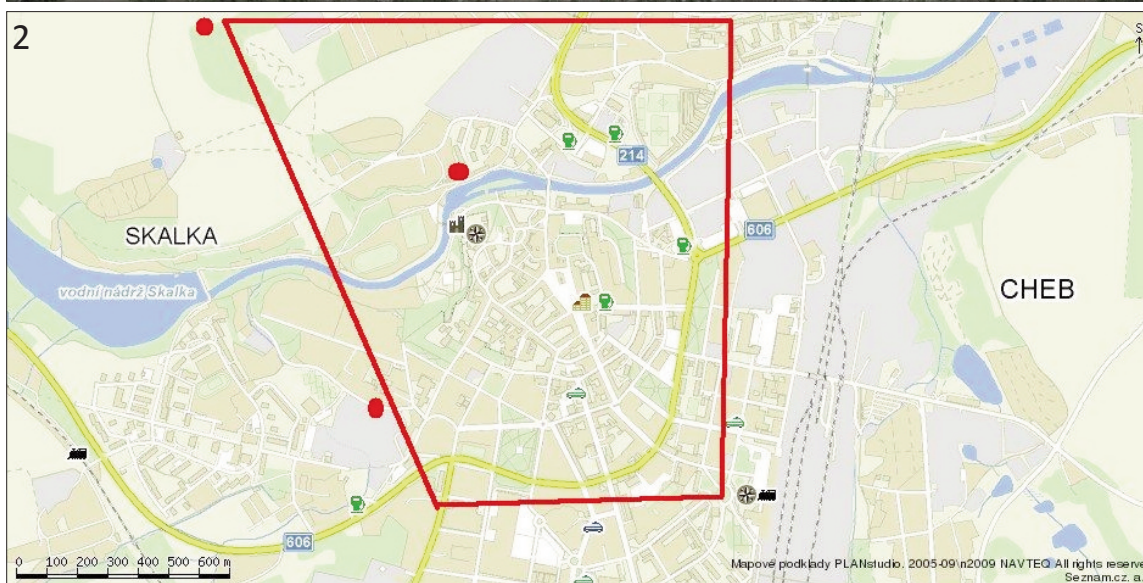 2
S
214
606
SKALKA
CHEB
vodní nádrž Skalka
606
0 100 200 300 400 500 600 m
Mapové podklady PLANstudio. 2005-09\n2009 NAVTEQ All rights reserve
Seznam.cz